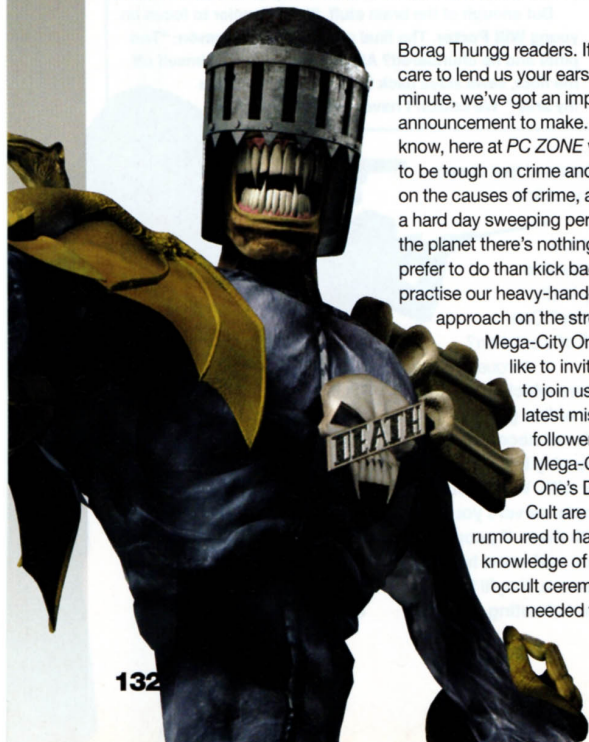 Borag Thungg readers. If
care to lend us your ears
minute, we've got an imp
announcement to make.
know, here at PC ZONE
to be tough on crime and
on the causes of crime, a
a hard day sweeping per
the planet there's nothing
prefer to do than kick ba
practise our heavy-hand
approach on the str
Mega-City On
like to invit
to join us
latest mis
follower
Mega-C
One's D
Cult are
rumoured to ha
knowledge of
occult cerem
needed
DEATH
132